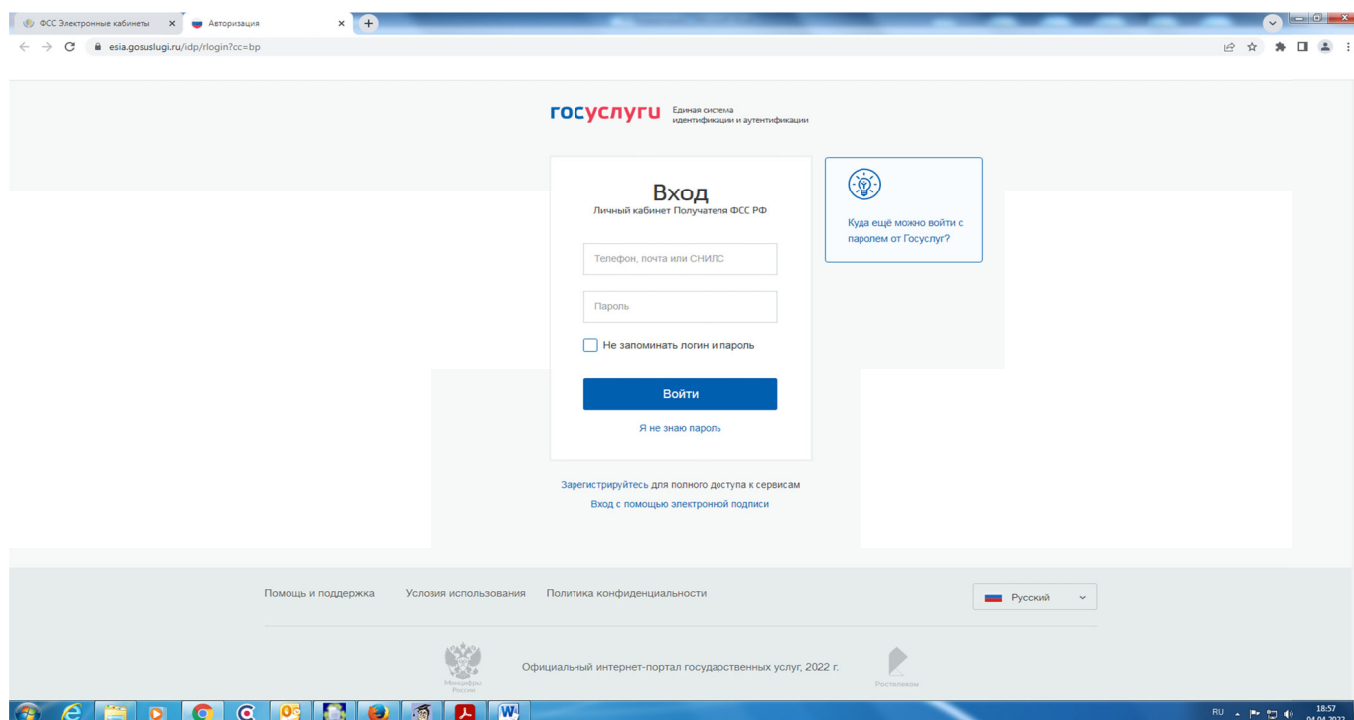 ФСС Электронные кабинеты
Авторизация
esia.gosuslugi.ru/idp/rlogin?cc=bp
госуслуги
Единая система
идентификации и аутентификации
Вход
Личный кабинет Получателя ФСС РФ
Телефон, почта или СНИЛС
Пароль
Не запоминать логин и пароль
Войти
Я не знаю пароль
Куда ещё можно войти с
паролем от Госуслуг?
Зарегистрируйтесь для полного доступа к сервисам
Вход с помощью электронной подписи
Помощь и поддержка
Условия использования
Политика конфиденциальности
Русский
Минцифры
России
Официальный интернет-портал государственных услуг, 2022 г.
Ростелеком
RU
18:57
04.04.2022